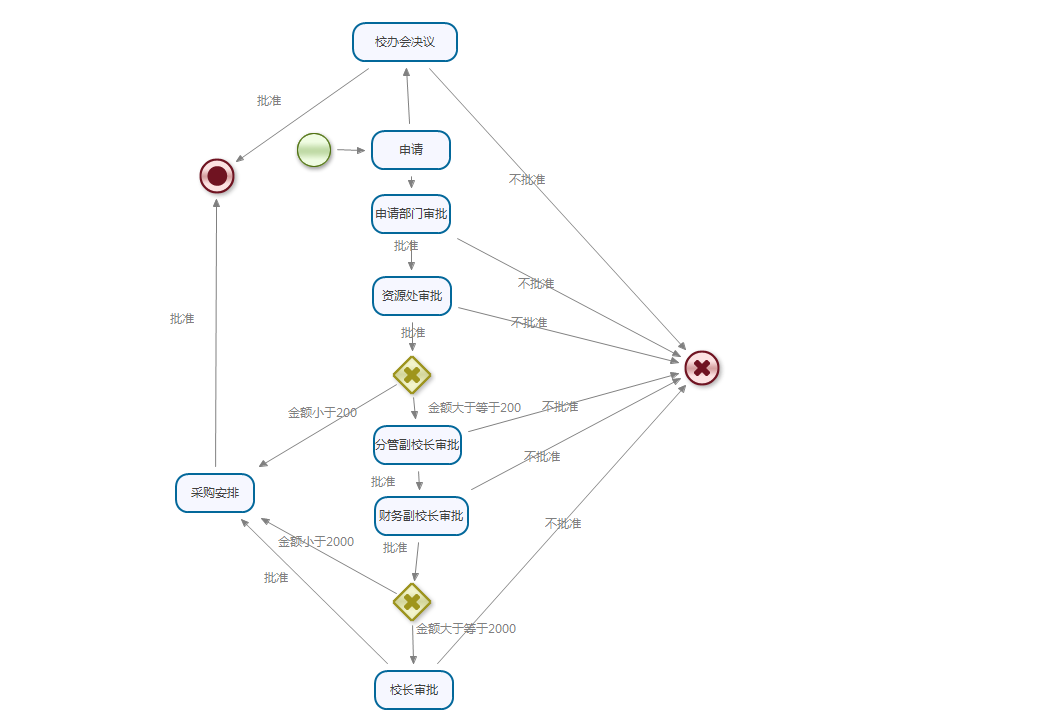 校办会决议
批准
申请
不批准
申请部门审批
批准
不批准
资源处审批
批准
不批准
批准
金额小于200
金额大于等于200
不批准
分管副校长审批
不批准
批准
采购安排
财务副校长审批
不批准
金额小于2000
批准
批准
金额大于等于2000
校长审批